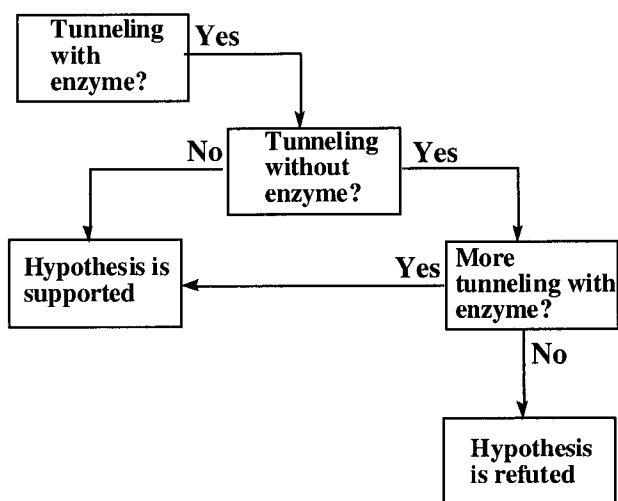 Tunneling
with
enzyme?
Yes
Tunneling
without
enzyme?
No
Yes
Hypothesis is
supported
Yes
More
tunneling with
enzyme?
No
Hypothesis
is refuted